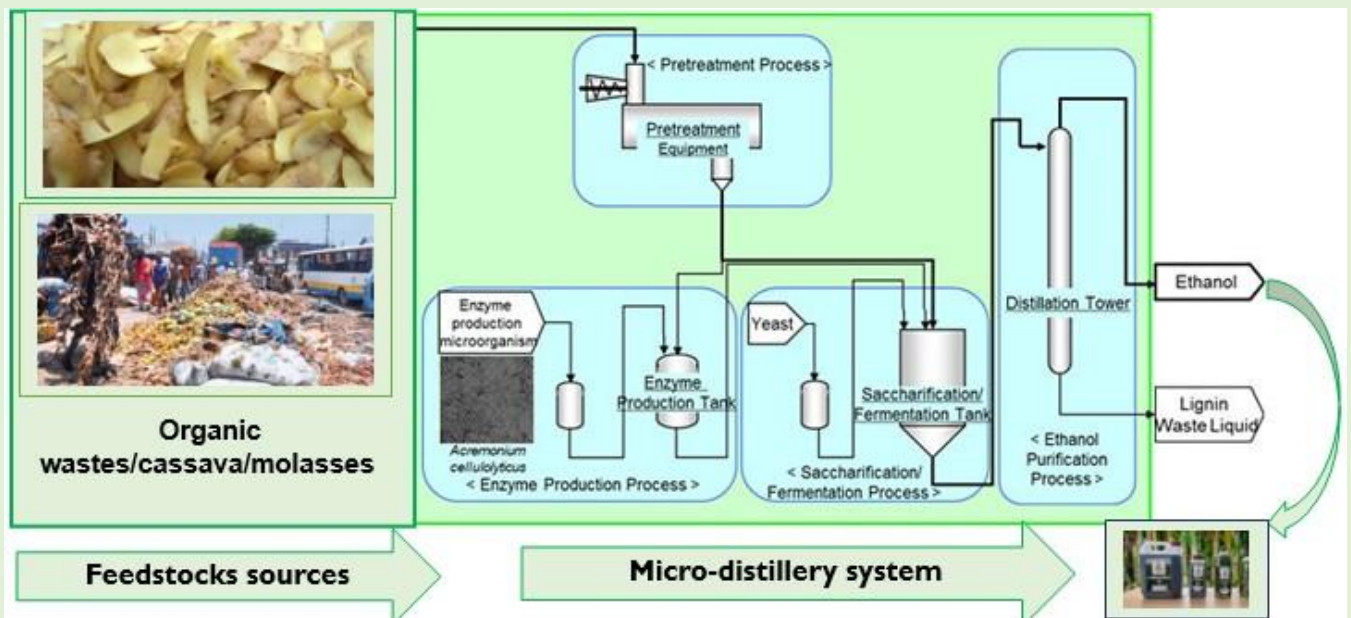 Organic
wastes/cassava/molasses
< Pretreatment Process >
Pretreatment
Equipment
Enzyme
production
microorganism
Acremonium
cellulolyticus
Enzyme
Production Tank
< Enzyme Production Process >
Yeast
Saccharification/
Fermentation Tank
< Saccharification/
Fermentation Process >
Distillation Tower
< Ethanol
Purification
Process >
Ethanol
Lignin
Waste Liquid
Feedstocks sources
Micro-distillery system